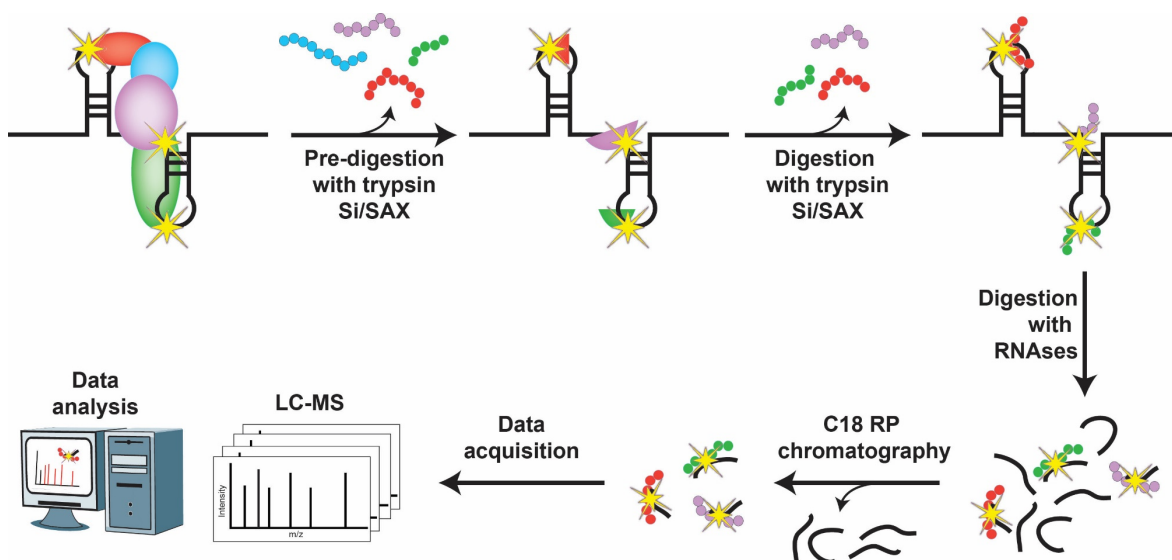 Pre-digestion
with trypsin
Si/SAX
Digestion
with trypsin
Si/SAX
Digestion
with
RNAses
C18 RP
chromatography
Data
acquisition
LC-MS
Intensity
m/z
Data
analysis